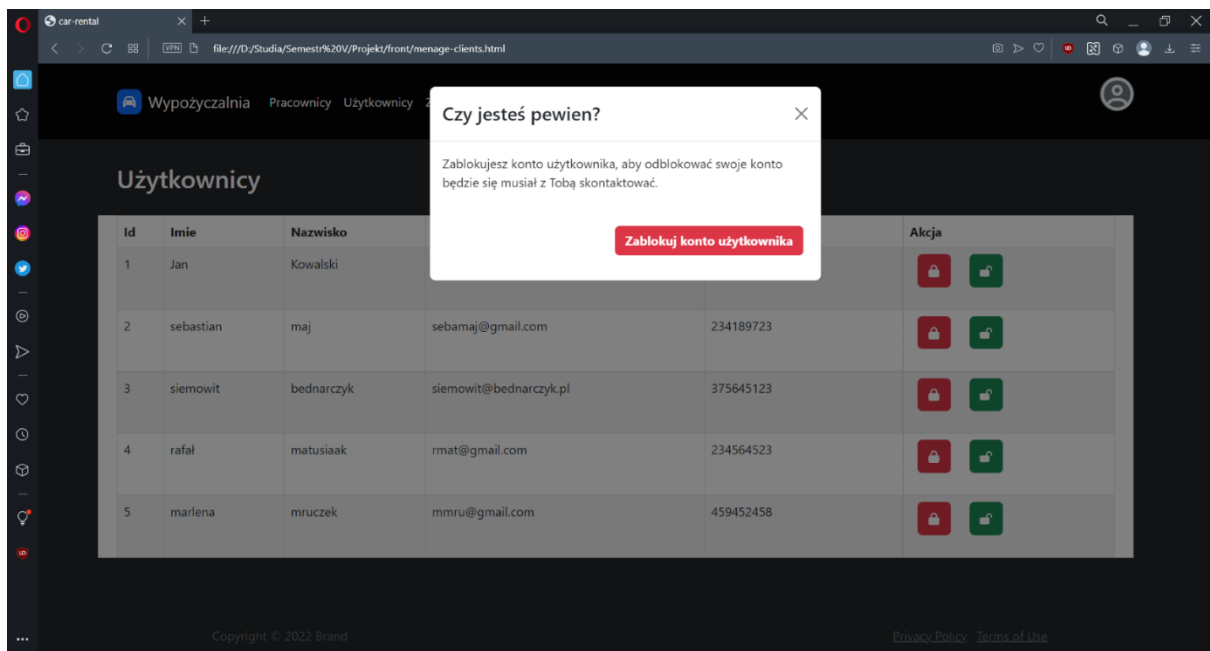 car-rental
VPN file:///D:/Studia/Semestr%20V/Projekt/front/menage-clients.html
Wypożyczalnia Pracownicy Użytkownicy
Czy jesteś pewien?
Zablokujesz konto użytkownika, aby odblokować swoje konto
będzie się musiał z Tobą skontaktować.
Zablokuj konto użytkownika
Użytkownicy
Id Imie Nazwisko Akcja
1 Jan Kowalski
2 sebastian maj sebamaj@gmail.com 234189723
3 siemowit bednarczyk siemowit@bednarczyk.pl 375645123
4 rafał matusiaak rmat@gmail.com 234564523
5 marlena mruczek mmru@gmail.com 459452458
Copyright © 2022 Brand Privacy Policy Terms of Use